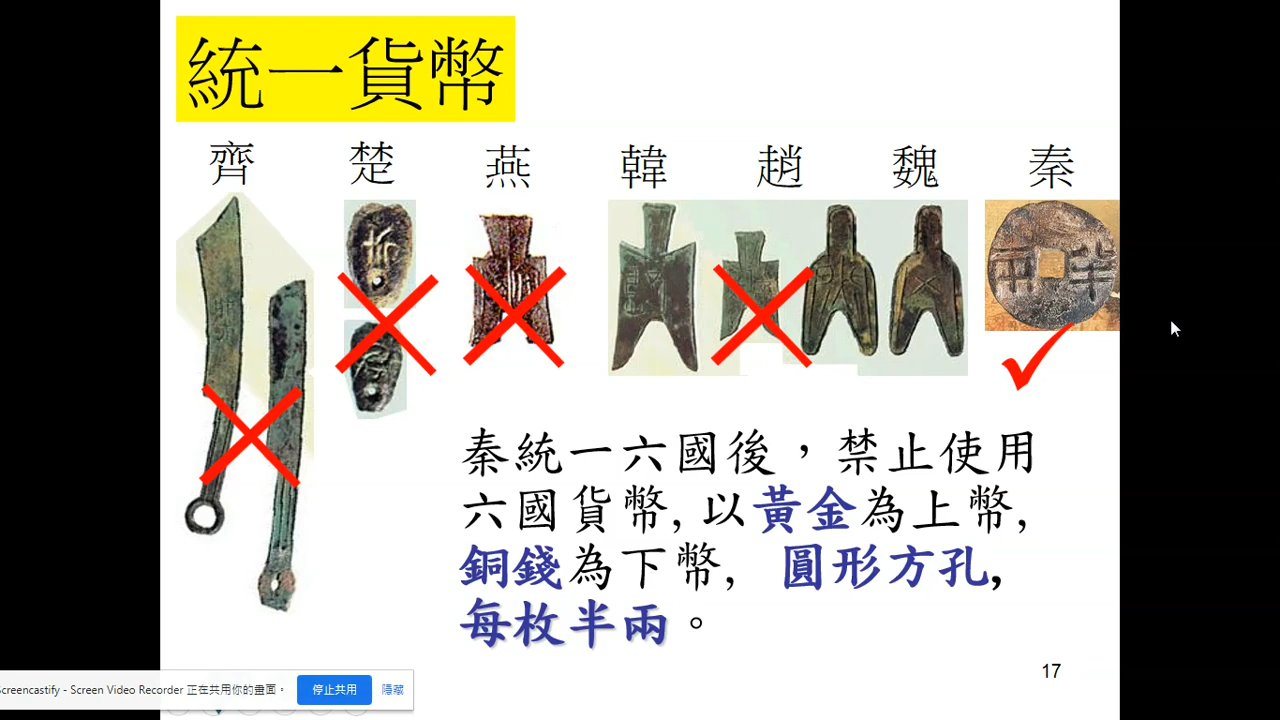 統一貨幣
齊 楚 燕 韓 趙 魏 秦
兩 半
秦統一六國後，禁止使用
六國貨幣, 以黃金為上幣,
銅錢為下幣, 圓形方孔,
每枚半兩。
17
Screencastify - Screen Video Recorder 正在共用你的畫面。 停止共用 隱藏